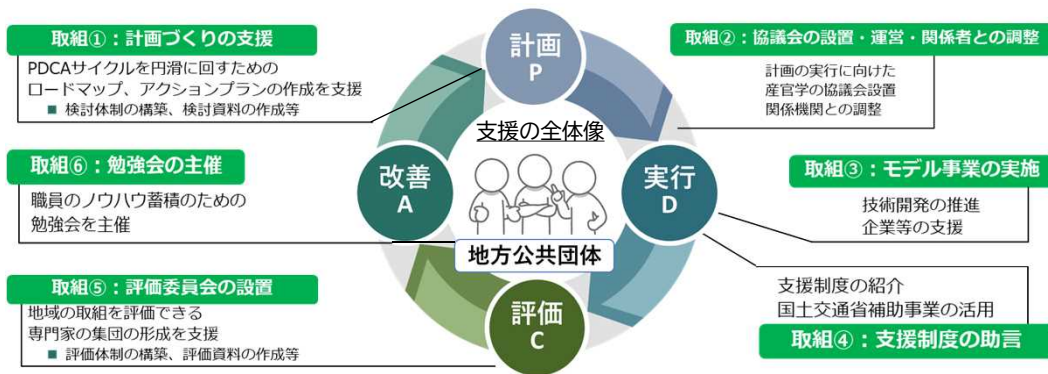 取組①：計画づくりの支援
PDCAサイクルを円滑に回すための
ロードマップ、アクションプランの作成を支援
■ 検討体制の構築、検討資料の作成等
計画
P
取組②：協議会の設置・運営・関係者との調整
計画の実行に向けた
産官学の協議会設置
関係機関との調整
支援の全体像
取組⑥：勉強会の主催
職員のノウハウ蓄積のための
勉強会を主催
改善
A
実行
D
取組③：モデル事業の実施
技術開発の推進
企業等の支援
地方公共団体
取組⑤：評価委員会の設置
地域の取組を評価できる
専門家の集団の形成を支援
■ 評価体制の構築、評価資料の作成等
評価
C
支援制度の紹介
国土交通省補助事業の活用
取組④：支援制度の助言